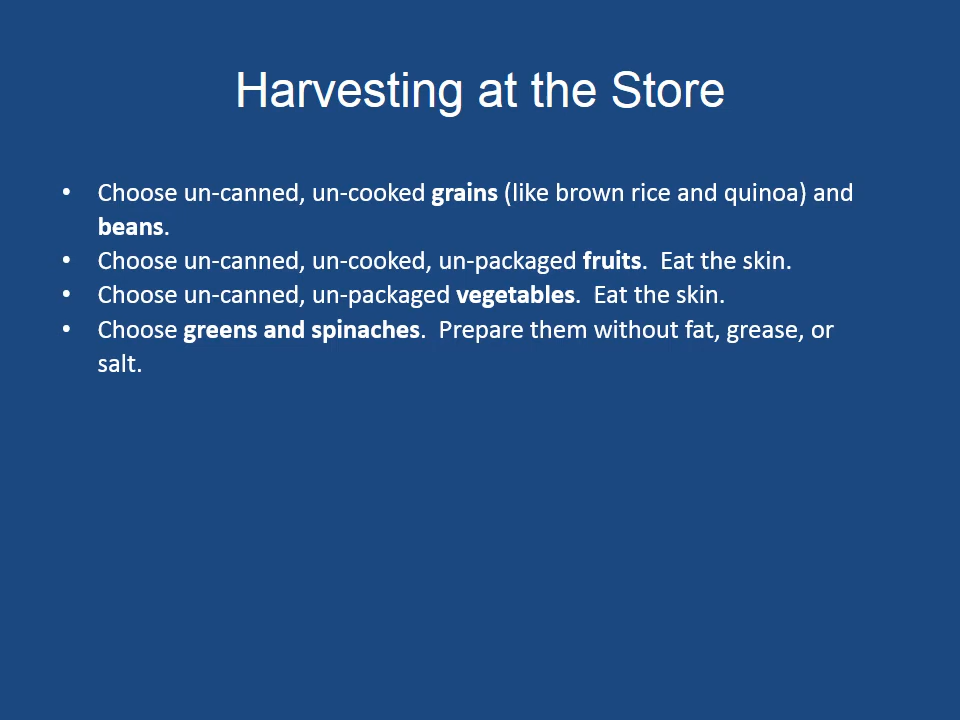 Harvesting at the Store
• Choose un-canned, un-cooked grains (like brown rice and quinoa) and
beans.
• Choose un-canned, un-cooked, un-packaged fruits.  Eat the skin.
• Choose un-canned, un-packaged vegetables.  Eat the skin.
• Choose greens and spinaches.  Prepare them without fat, grease, or
salt.